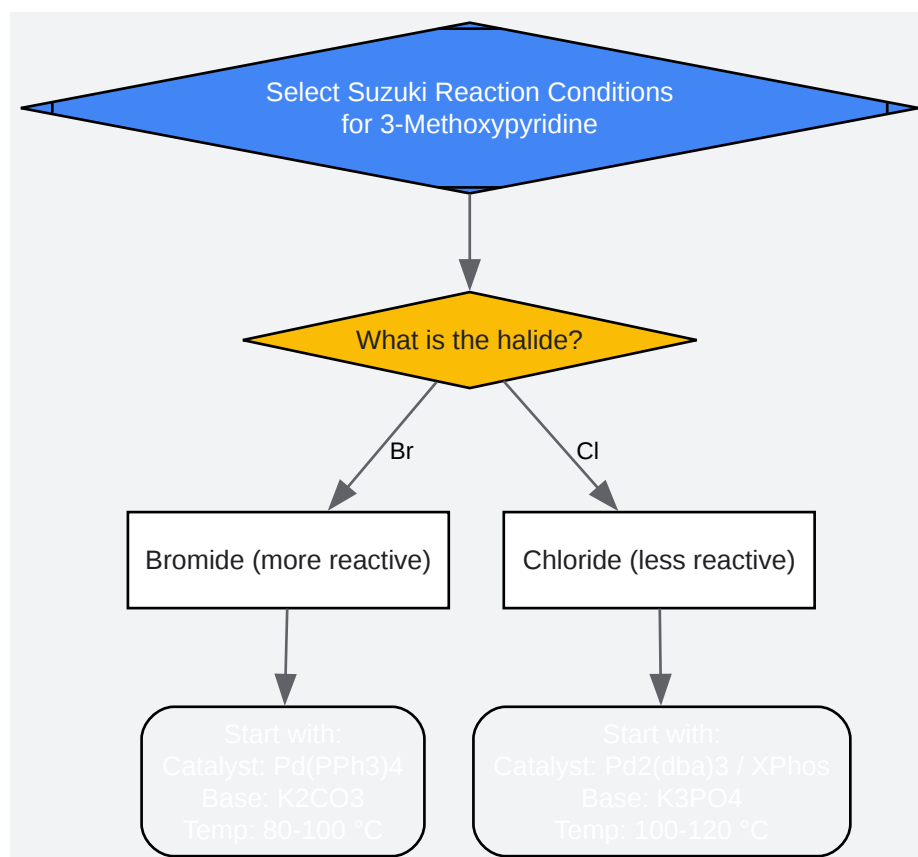 Select Suzuki Reaction Conditions
for 3-Methoxypyridine
What is the halide?
Br
Cl
Bromide (more reactive)
Chloride (less reactive)
Start with:
Catalyst: Pd(PPh3)4
Base: K2CO3
Temp: 80-100 °C
Start with:
Catalyst: Pd2(dba)3 / XPhos
Base: K3PO4
Temp: 100-120 °C